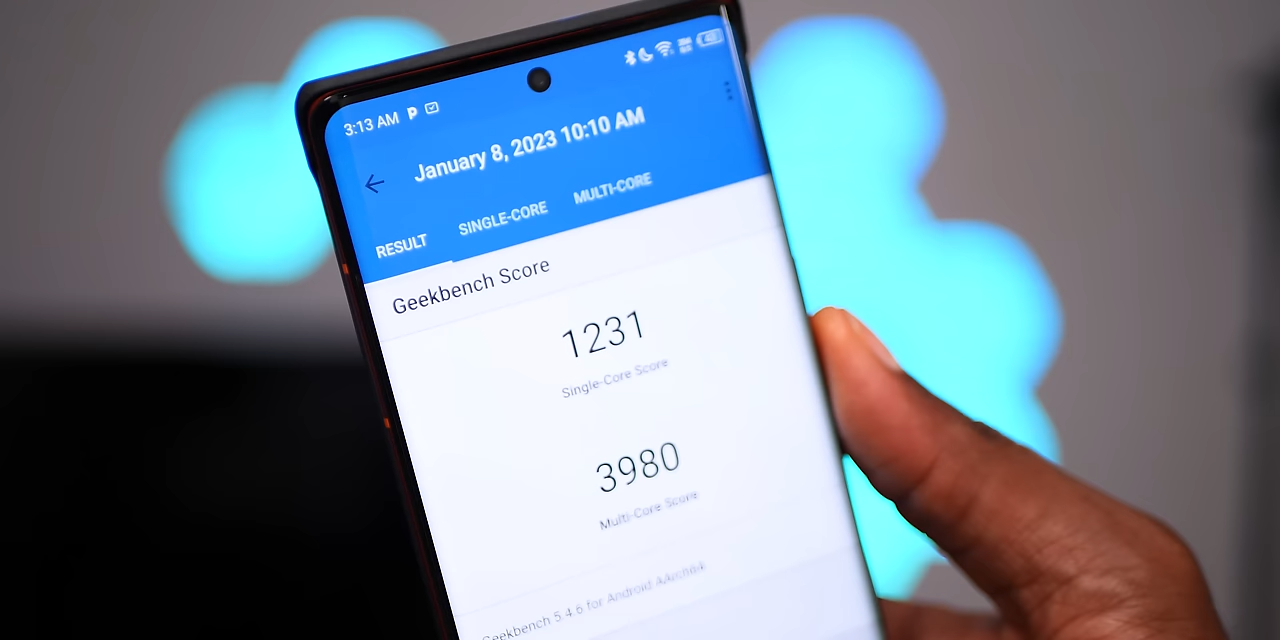 3:13 AM P
January 8, 2023 10:10 AM
RESULT SINGLE-CORE MULTI-CORE
Geekbench Score
1231
Single-Core Score
3980
Multi-Core Score
Geekbench 5.4.6 for Android AArch64